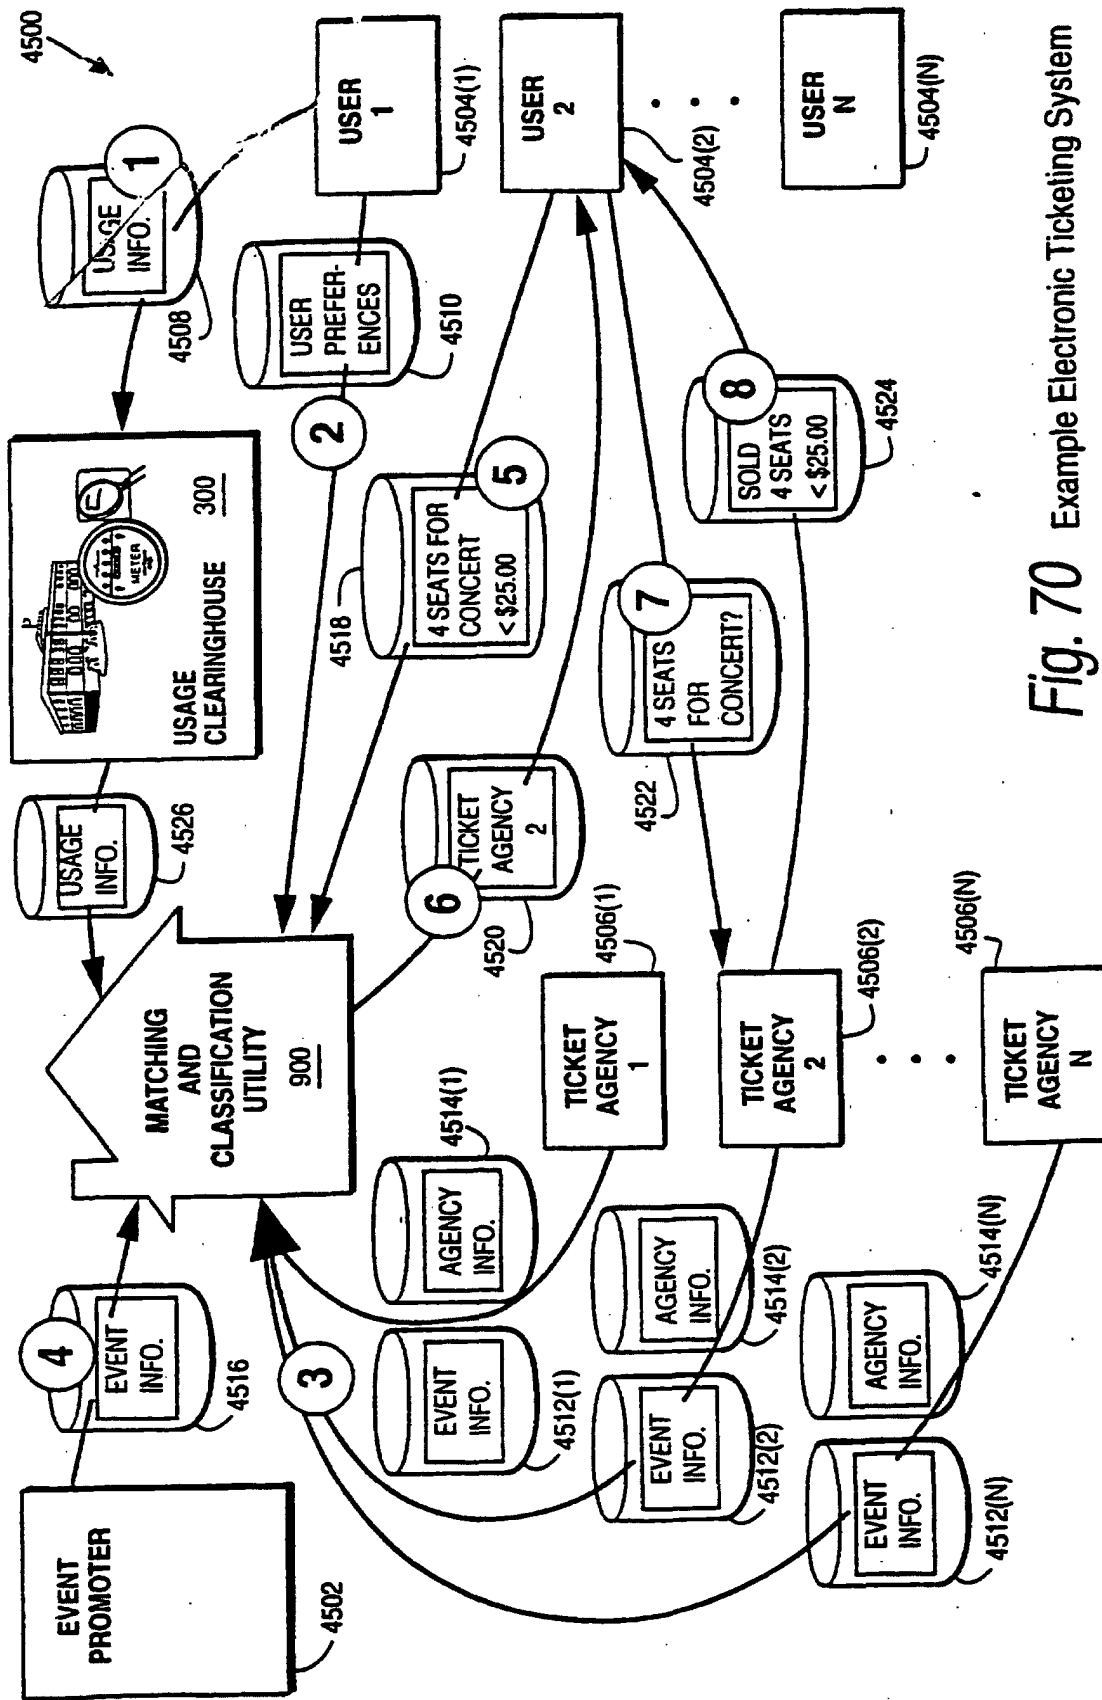 4500
EVENT
PROMOTER
4502
4
EVENT
INFO.
4516
MATCHING
AND
CLASSIFICATION
UTILITY
900
USAGE
INFO.
4526
USAGE
CLEARINGHOUSE
300
METER
1
USAGE
INFO.
4508
2
USER
PREFER-
ENCES
4510
USER
1
4504(1)
3
EVENT
INFO.
4512(1)
AGENCY
INFO.
4514(1)
4518
4 SEATS FOR
CONCERT
< $25.00
5
6
TICKET
AGENCY
2
4520
USER
2
4504(2)
EVENT
INFO.
4512(2)
AGENCY
INFO.
4514(2)
TICKET
AGENCY
1
4506(1)
7
4 SEATS
FOR
CONCERT?
4522
8
SOLD
4 SEATS
< $25.00
4524
TICKET
AGENCY
2
4506(2)
EVENT
INFO.
4512(N)
AGENCY
INFO.
4514(N)
TICKET
AGENCY
N
4506(N)
USER
N
4504(N)
Fig. 70 Example Electronic Ticketing System